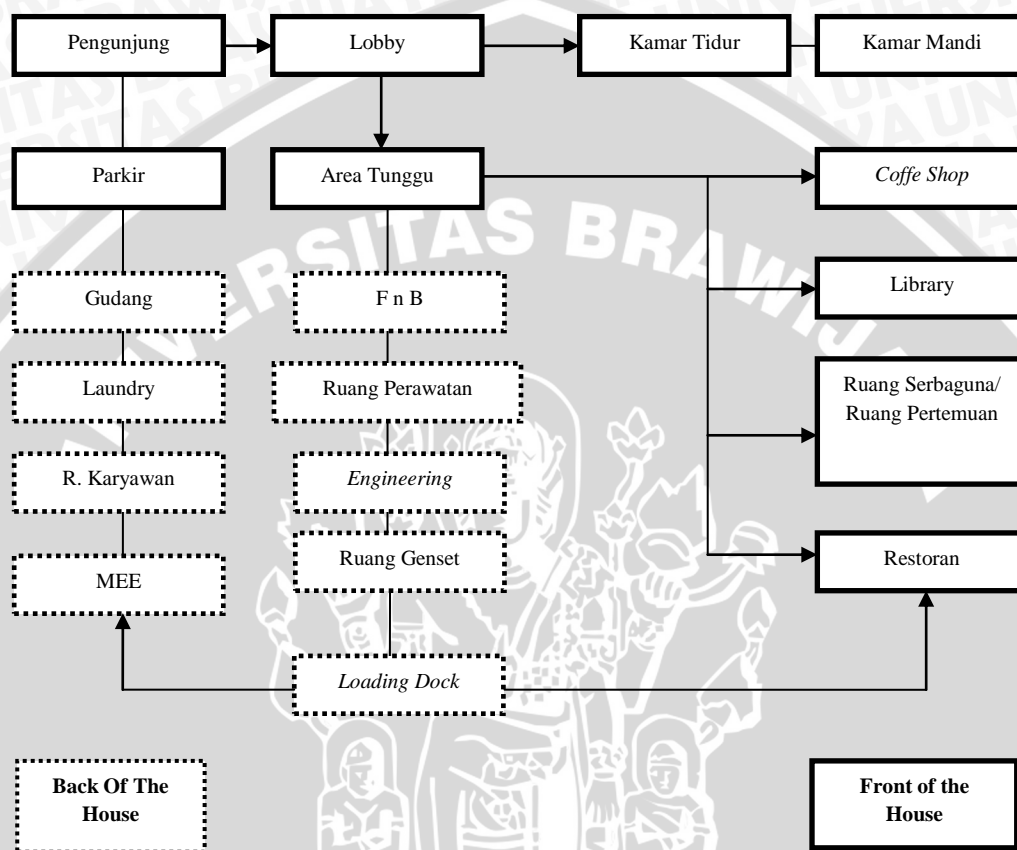 Pengunjung
Lobby
Kamar Tidur
Kamar Mandi
Parkir
Area Tunggu
Coffe Shop
Gudang
F n B
Library
Laundry
Ruang Perawatan
Ruang Serbaguna/
Ruang Pertemuan
R. Karyawan
Engineering
MEE
Ruang Genset
Restoran
Loading Dock
Back Of The
House
Front of the
House